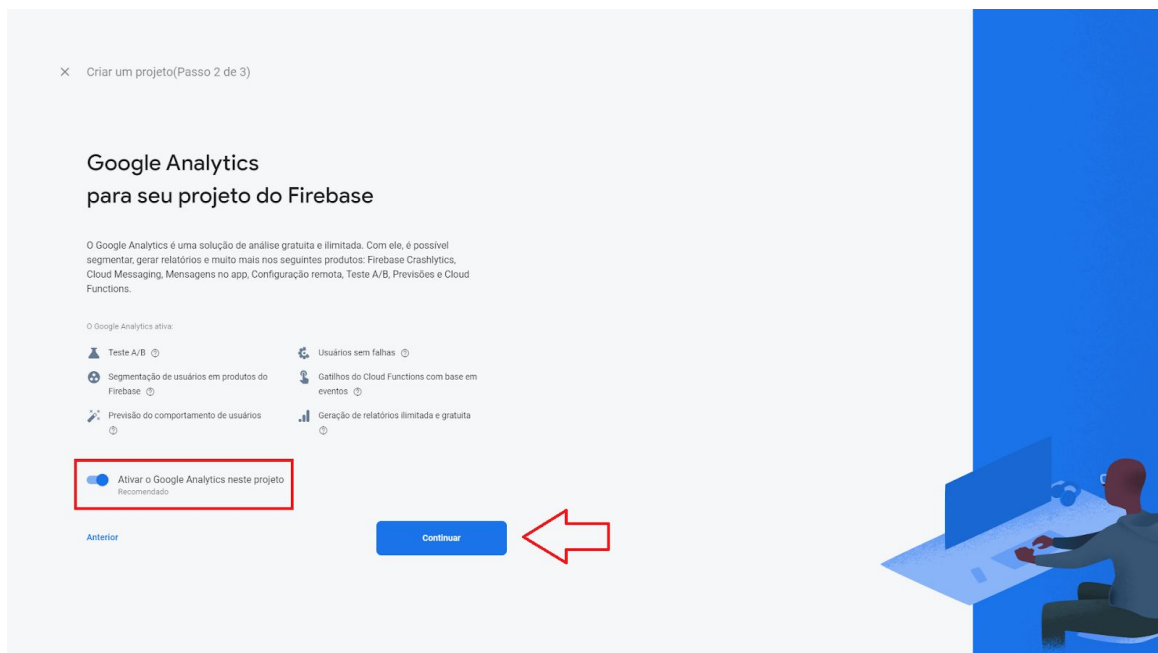 Criar um projeto(Passo 2 de 3)
Google Analytics
para seu projeto do Firebase
O Google Analytics é uma solução de análise gratuita e ilimitada. Com ele, é possível
segmentar, gerar relatórios e muito mais nos seguintes produtos: Firebase Crashlytics,
Cloud Messaging, Mensagens no app, Configuração remota, Teste A/B, Previsões e Cloud
Functions.
O Google Analytics ativa:
Teste A/B
Usuários sem falhas
Segmentação de usuários em produtos do
Firebase
Gatilhos do Cloud Functions com base em
eventos
Previsão do comportamento de usuários
Geração de relatórios ilimitada e gratuita
Ativar o Google Analytics neste projeto
Recomendado
Anterior
Continuar